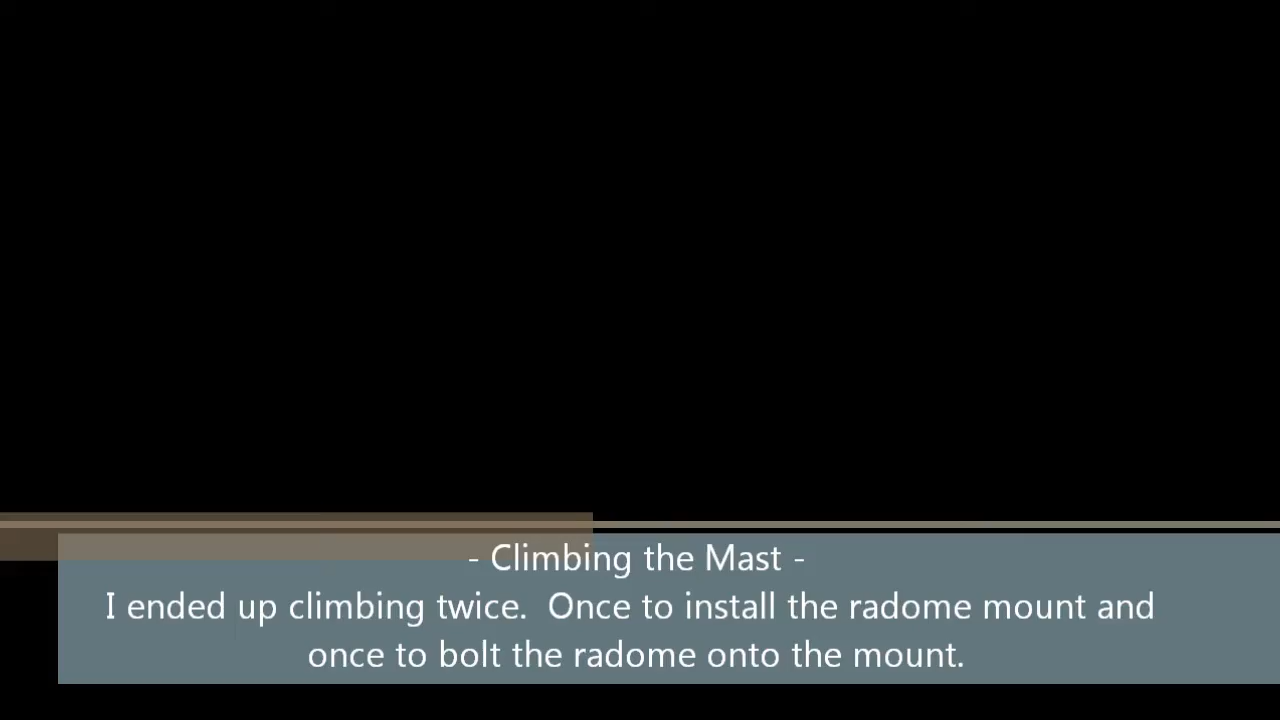 - Climbing the Mast -
I ended up climbing twice.  Once to install the radome mount and
once to bolt the radome onto the mount.